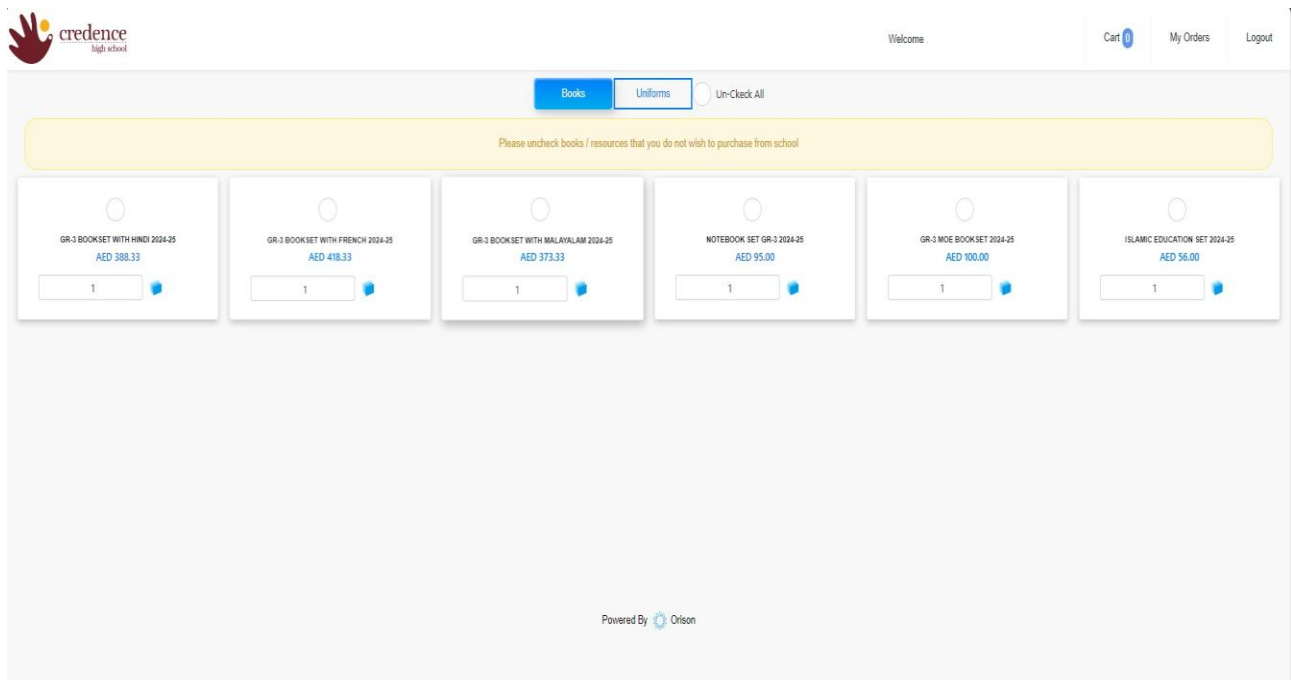 credence
high school
Welcome
Cart 0
My Orders
Logout
Books
Uniforms
Un-Ckeck All
Please uncheck books / resources that you do not wish to purchase from school
GR-3 BOOKSET WITH HINDI 2024-25
AED 388.33
1
GR-3 BOOKSET WITH FRENCH 2024-25
AED 418.33
1
GR-3 BOOKSET WITH MALAYALAM 2024-25
AED 373.33
1
NOTEBOOK SET GR-3 2024-25
AED 95.00
1
GR-3 MOE BOOKSET 2024-25
AED 100.00
1
ISLAMIC EDUCATION SET 2024-25
AED 56.00
1
Powered By Orison